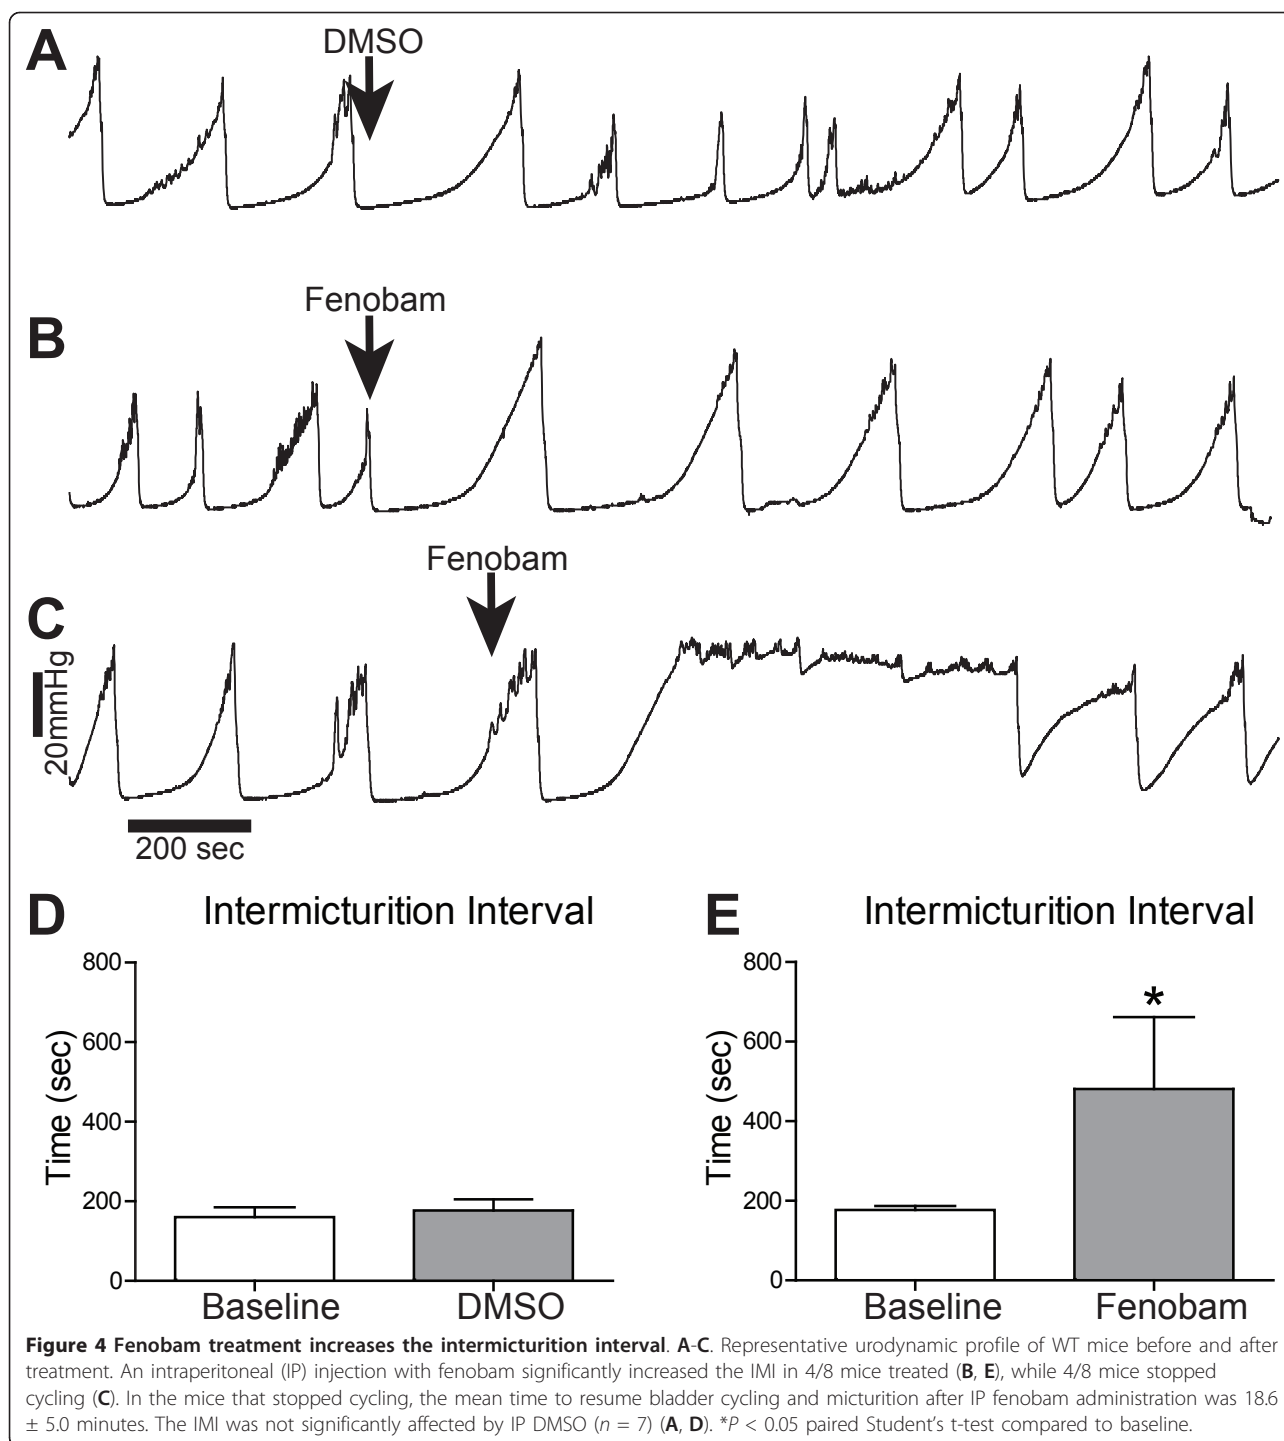 A
DMSO
B
Fenobam
C
Fenobam
20mmHg
200 sec
D
Intermicturition Interval
800
600
400
200
0
Time (sec)
Baseline
DMSO
E
Intermicturition Interval
800
600
400
200
0
Time (sec)
*
Baseline
Fenobam
Figure 4 Fenobam treatment increases the intermicturition interval. A-C. Representative urodynamic profile of WT mice before and after
treatment. An intraperitoneal (IP) injection with fenobam significantly increased the IMI in 4/8 mice treated (B, E), while 4/8 mice stopped
cycling (C). In the mice that stopped cycling, the mean time to resume bladder cycling and micturition after IP fenobam administration was 18.6
± 5.0 minutes. The IMI was not significantly affected by IP DMSO (n = 7) (A, D). *P < 0.05 paired Student's t-test compared to baseline.